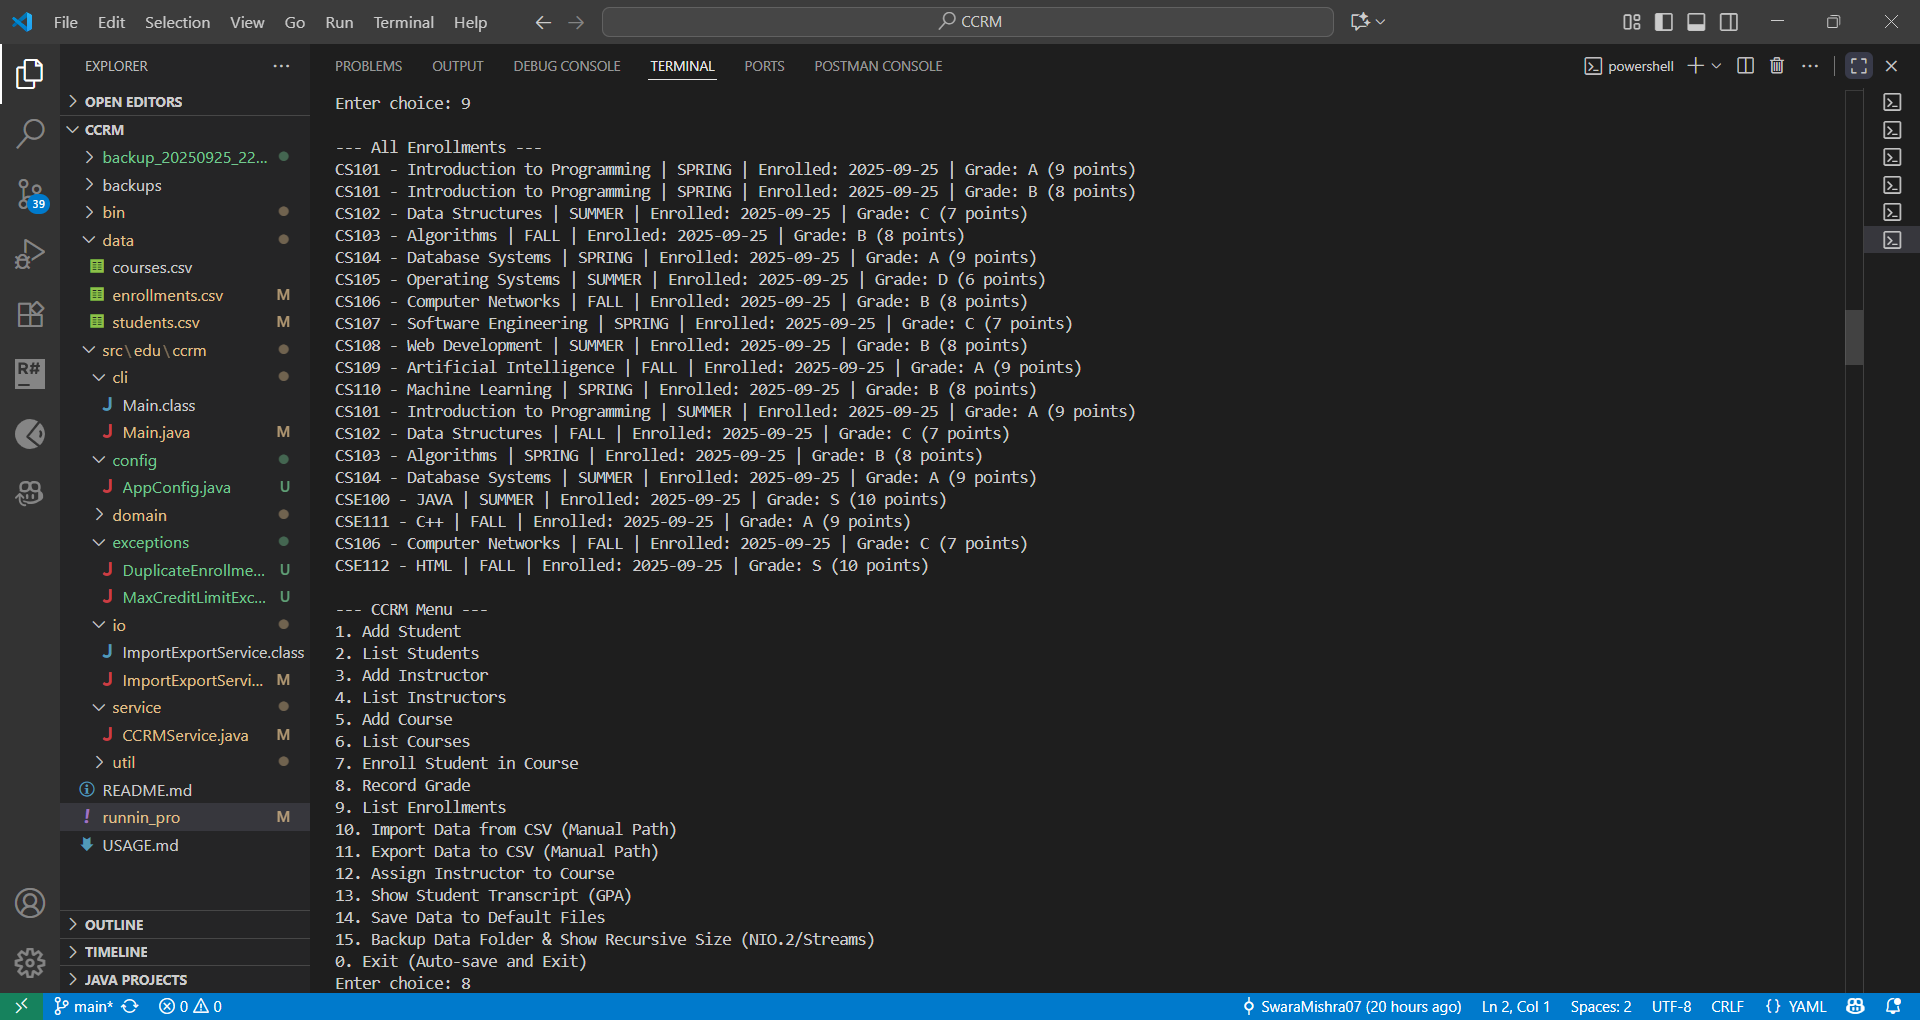 File Edit Selection View Go Run Terminal Help
CCRM
EXPLORER
OPEN EDITORS
CCRM
backup_20250925_22...
backups
bin
data
courses.csv
enrollments.csv M
students.csv M
src\edu\ccrm
cli
Main.class
Main.java M
config
AppConfig.java U
domain
exceptions
DuplicateEnrollme... U
MaxCreditLimitExc... U
io
ImportExportService.class
ImportExportServi... M
service
CCRMService.java M
util
README.md
runnin_pro M
USAGE.md
OUTLINE
TIMELINE
JAVA PROJECTS
39
R#
PROBLEMS OUTPUT DEBUG CONSOLE TERMINAL PORTS POSTMAN CONSOLE
powershell
Enter choice: 9
--- All Enrollments ---
CS101 - Introduction to Programming | SPRING | Enrolled: 2025-09-25 | Grade: A (9 points)
CS101 - Introduction to Programming | SPRING | Enrolled: 2025-09-25 | Grade: B (8 points)
CS102 - Data Structures | SUMMER | Enrolled: 2025-09-25 | Grade: C (7 points)
CS103 - Algorithms | FALL | Enrolled: 2025-09-25 | Grade: B (8 points)
CS104 - Database Systems | SPRING | Enrolled: 2025-09-25 | Grade: A (9 points)
CS105 - Operating Systems | SUMMER | Enrolled: 2025-09-25 | Grade: D (6 points)
CS106 - Computer Networks | FALL | Enrolled: 2025-09-25 | Grade: B (8 points)
CS107 - Software Engineering | SPRING | Enrolled: 2025-09-25 | Grade: C (7 points)
CS108 - Web Development | SUMMER | Enrolled: 2025-09-25 | Grade: B (8 points)
CS109 - Artificial Intelligence | FALL | Enrolled: 2025-09-25 | Grade: A (9 points)
CS110 - Machine Learning | SPRING | Enrolled: 2025-09-25 | Grade: B (8 points)
CS101 - Introduction to Programming | SUMMER | Enrolled: 2025-09-25 | Grade: A (9 points)
CS102 - Data Structures | FALL | Enrolled: 2025-09-25 | Grade: C (7 points)
CS103 - Algorithms | SPRING | Enrolled: 2025-09-25 | Grade: B (8 points)
CS104 - Database Systems | SUMMER | Enrolled: 2025-09-25 | Grade: A (9 points)
CSE100 - JAVA | SUMMER | Enrolled: 2025-09-25 | Grade: S (10 points)
CSE111 - C++ | FALL | Enrolled: 2025-09-25 | Grade: A (9 points)
CS106 - Computer Networks | FALL | Enrolled: 2025-09-25 | Grade: C (7 points)
CSE112 - HTML | FALL | Enrolled: 2025-09-25 | Grade: S (10 points)
--- CCRM Menu ---
1. Add Student
2. List Students
3. Add Instructor
4. List Instructors
5. Add Course
6. List Courses
7. Enroll Student in Course
8. Record Grade
9. List Enrollments
10. Import Data from CSV (Manual Path)
11. Export Data to CSV (Manual Path)
12. Assign Instructor to Course
13. Show Student Transcript (GPA)
14. Save Data to Default Files
15. Backup Data Folder & Show Recursive Size (NIO.2/Streams)
0. Exit (Auto-save and Exit)
Enter choice: 8
main* 0 0 SwaraMishra07 (20 hours ago) Ln 2, Col 1 Spaces: 2 UTF-8 CRLF {} YAML